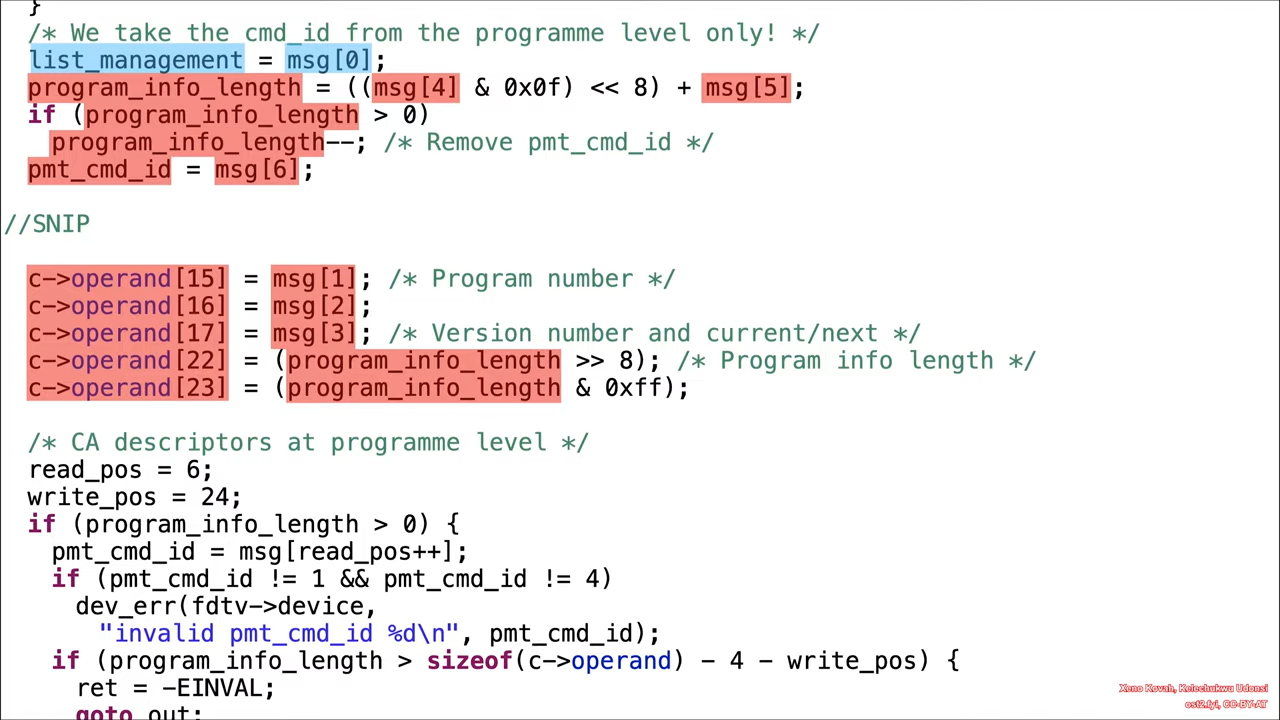 }
/* We take the cmd_id from the programme level only! */
list_management = msg[0];
program_info_length = ((msg[4] & 0x0f) << 8) + msg[5];
if (program_info_length > 0)
program_info_length--; /* Remove pmt_cmd_id */
pmt_cmd_id = msg[6];
//SNIP
c->operand[15] = msg[1]; /* Program number */
c->operand[16] = msg[2];
c->operand[17] = msg[3]; /* Version number and current/next */
c->operand[22] = (program_info_length >> 8); /* Program info length */
c->operand[23] = (program_info_length & 0xff);
/* CA descriptors at programme level */
read_pos = 6;
write_pos = 24;
if (program_info_length > 0) {
pmt_cmd_id = msg[read_pos++];
if (pmt_cmd_id != 1 && pmt_cmd_id != 4)
dev_err(fdtv->device,
"invalid pmt_cmd_id %d\n", pmt_cmd_id);
if (program_info_length > sizeof(c->operand) - 4 - write_pos) {
ret = -EINVAL;
goto out;
Xeno Kovah, Kelechukwu Udonsi
ost2.fyi, CC-BY-AT